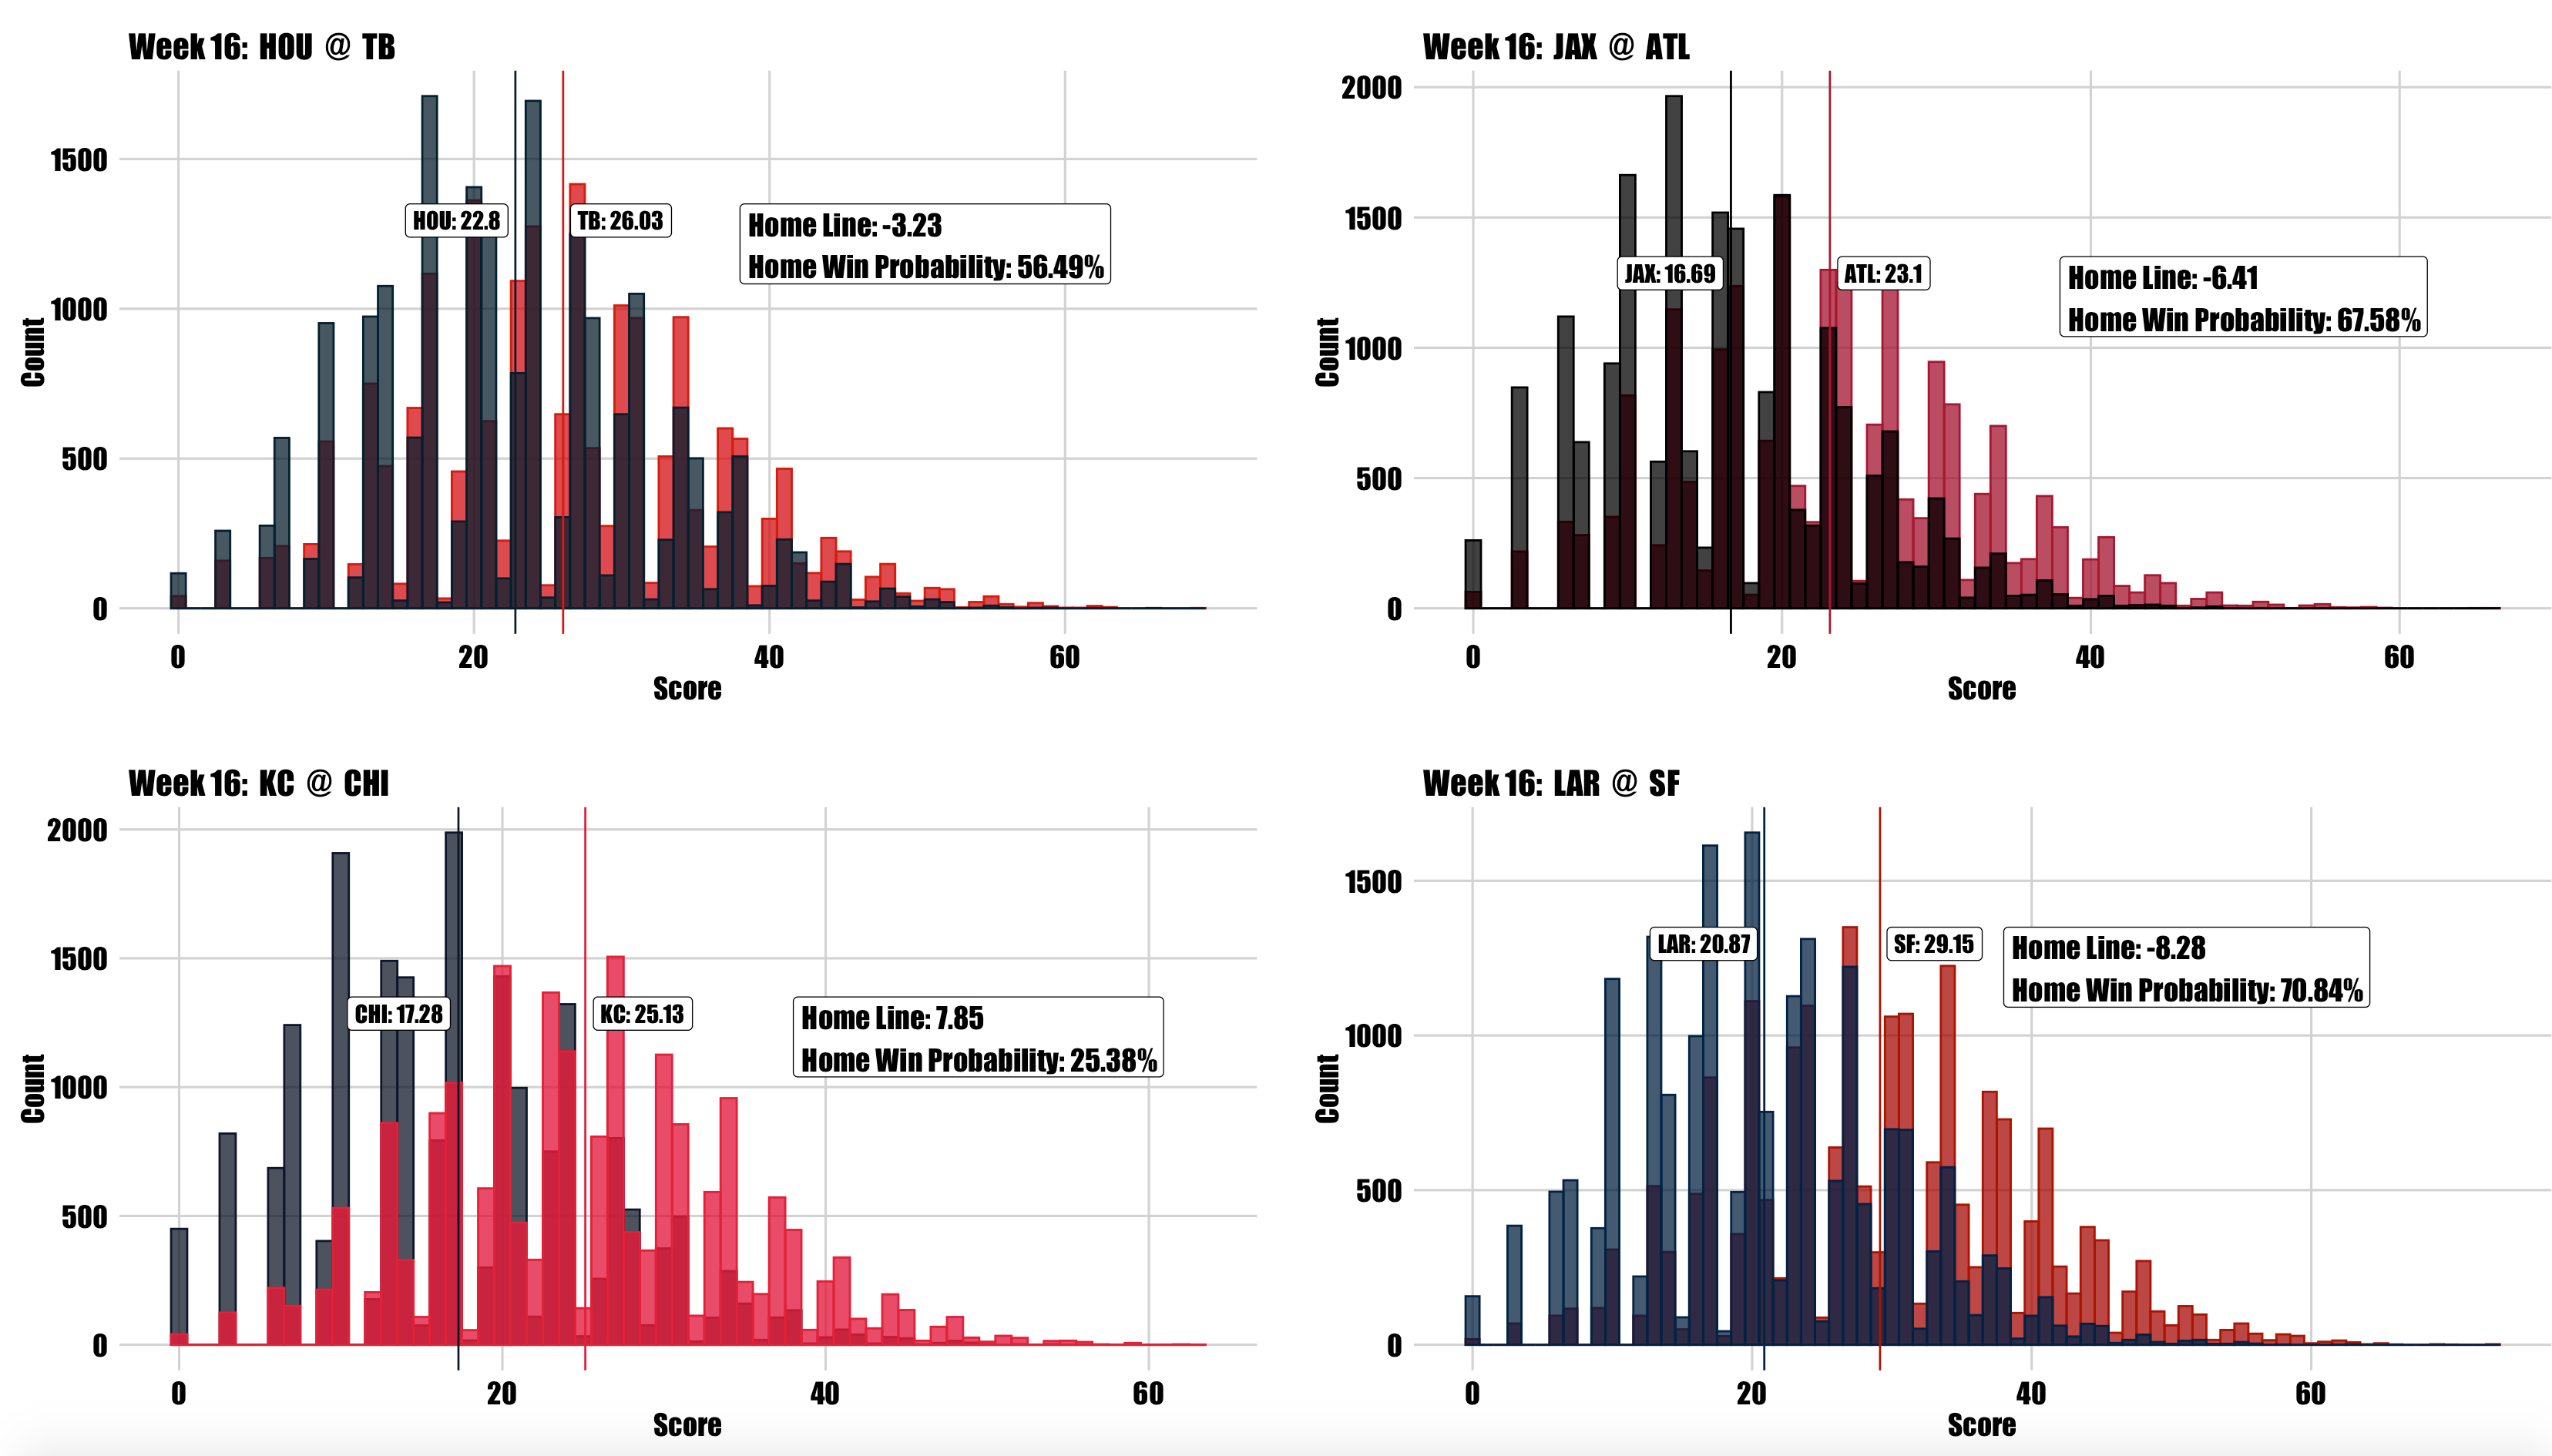 Week 16: HOU @ TB
Count
1500
1000
500
0
HOU: 22.8
TB: 26.03
Home Line: -3.23
Home Win Probability: 56.49%
0
20
40
60
Score
Week 16: JAX @ ATL
Count
2000
1500
1000
500
0
JAX: 16.69
ATL: 23.1
Home Line: -6.41
Home Win Probability: 67.58%
0
20
40
60
Score
Week 16: KC @ CHI
Count
2000
1500
1000
500
0
CHI: 17.28
KC: 25.13
Home Line: 7.85
Home Win Probability: 25.38%
0
20
40
60
Score
Week 16: LAR @ SF
Count
1500
1000
500
0
LAR: 20.87
SF: 29.15
Home Line: -8.28
Home Win Probability: 70.84%
0
20
40
60
Score